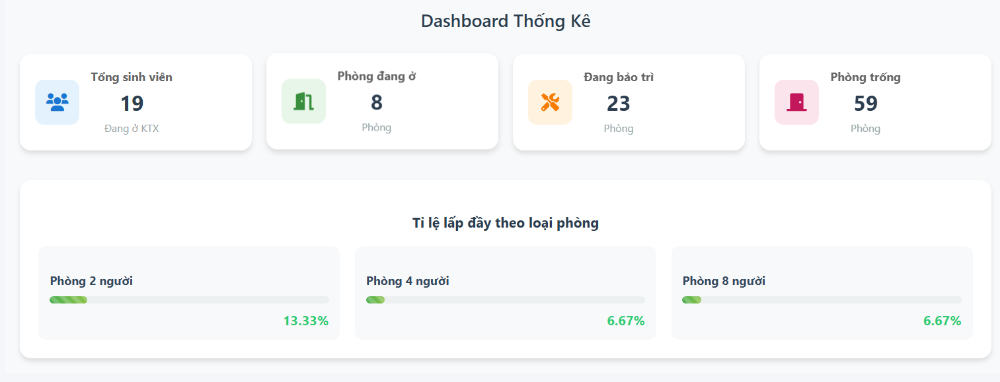 Dashboard Thống Kê
Tổng sinh viên
19
Đang ở KTX
Phòng đang ở
8
Phòng
Đang bảo trì
23
Phòng
Phòng trống
59
Phòng
Tỉ lệ lấp đầy theo loại phòng
Phòng 2 người
13.33%
Phòng 4 người
6.67%
Phòng 8 người
6.67%